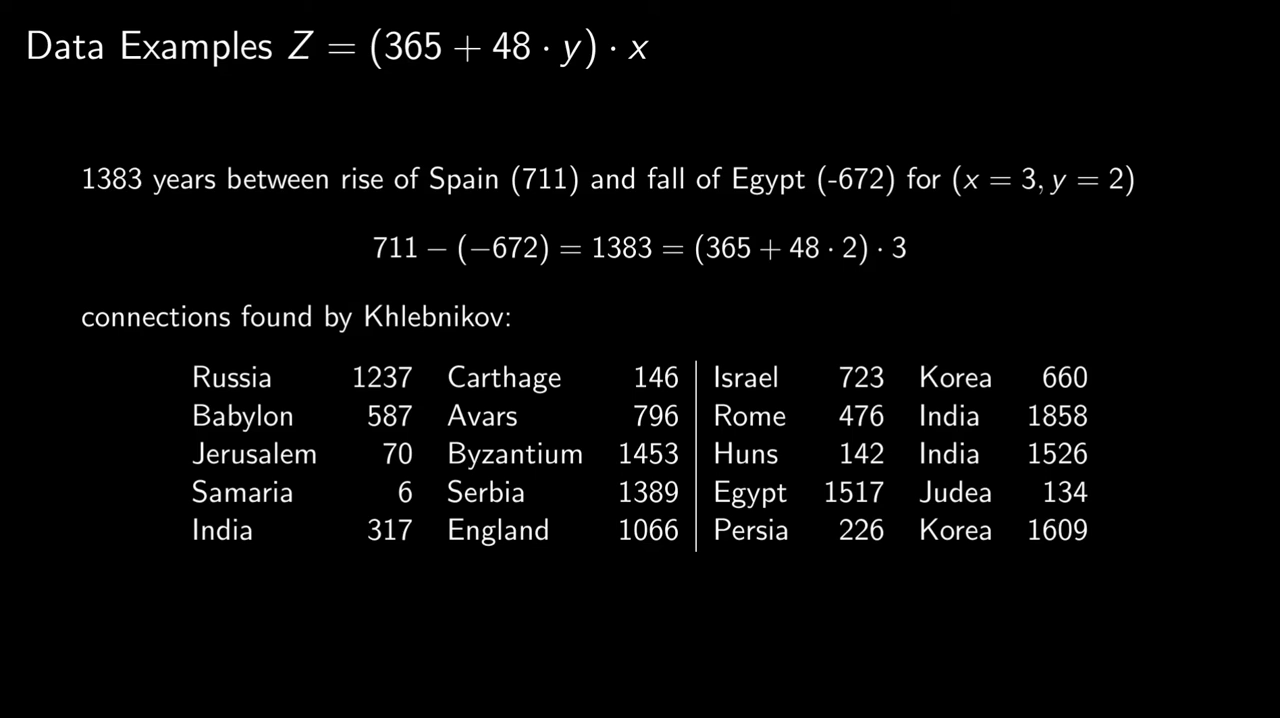 Data Examples Z = (365 + 48 · y) · x
1383 years between rise of Spain (711) and fall of Egypt (-672) for (x = 3, y = 2)
711 − (−672) = 1383 = (365 + 48 · 2) · 3
connections found by Khlebnikov:
Russia 1237 Carthage 146 Israel 723 Korea 660
Babylon 587 Avars 796 Rome 476 India 1858
Jerusalem 70 Byzantium 1453 Huns 142 India 1526
Samaria 6 Serbia 1389 Egypt 1517 Judea 134
India 317 England 1066 Persia 226 Korea 1609